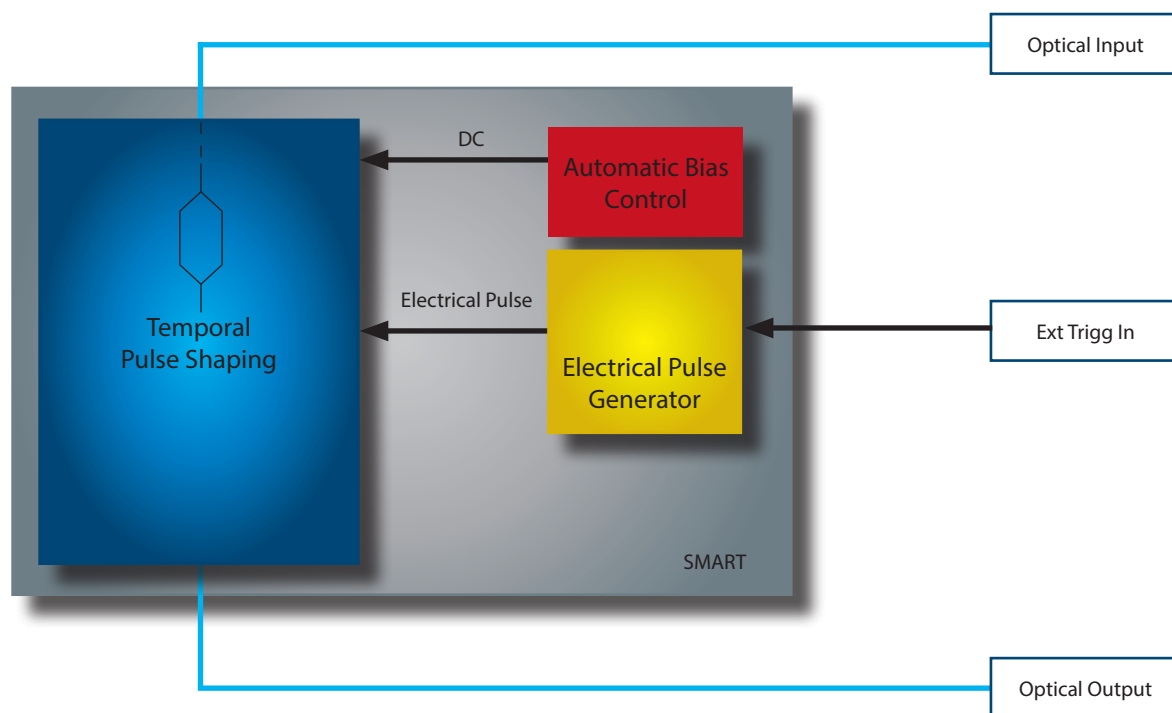 Optical Input
DC
Automatic Bias
Control
Electrical Pulse
Temporal
Pulse Shaping
Electrical Pulse
Generator
Ext Trigg In
SMART
Optical Output